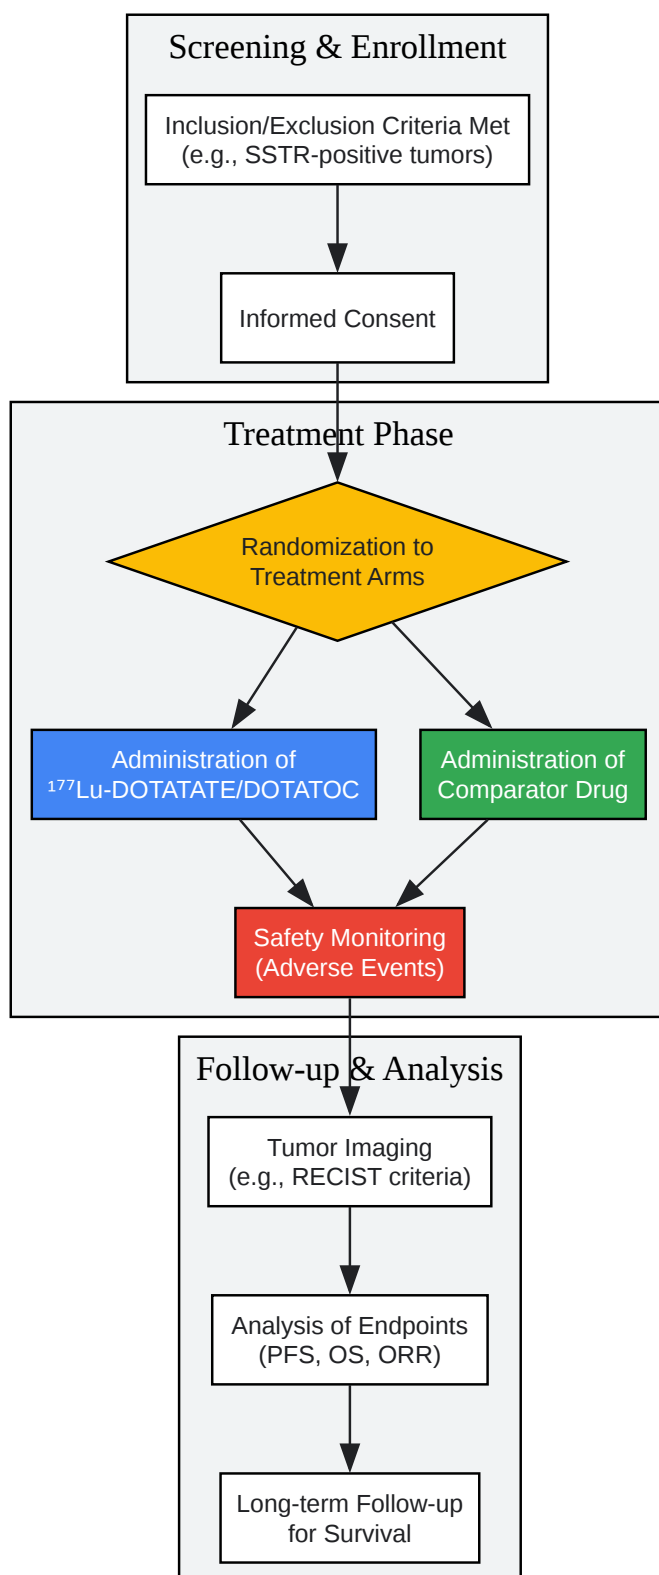 Screening & Enrollment
Inclusion/Exclusion Criteria Met
(e.g., SSTR-positive tumors)
Informed Consent
Treatment Phase
Randomization to
Treatment Arms
Administration of
¹⁷⁷Lu-DOTATATE/DOTATOC
Administration of
Comparator Drug
Safety Monitoring
(Adverse Events)
Follow-up & Analysis
Tumor Imaging
(e.g., RECIST criteria)
Analysis of Endpoints
(PFS, OS, ORR)
Long-term Follow-up
for Survival